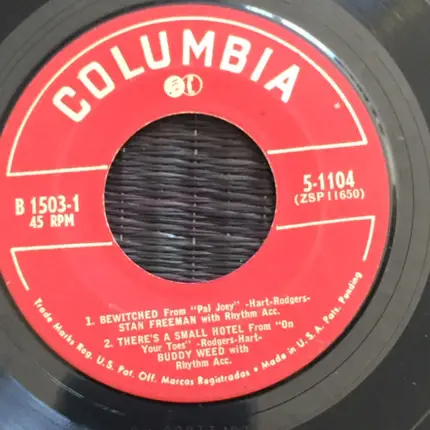 COLUMBIA
B 1503-1
45 RPM
5-1104
(ZSP11650)
1. BEWITCHED From "Pal Joey" -Hart-Rodgers-
STAN FREEMAN with Rhythm Acc.
2. THERE'S A SMALL HOTEL From "On
Your Toes" -Rodgers-Hart-
BUDDY WEED with
Rhythm Acc.
Trade Marks Reg. U.S. Pat. Off. Marcas Registradas • Made in U.S.A. Pats. Pending